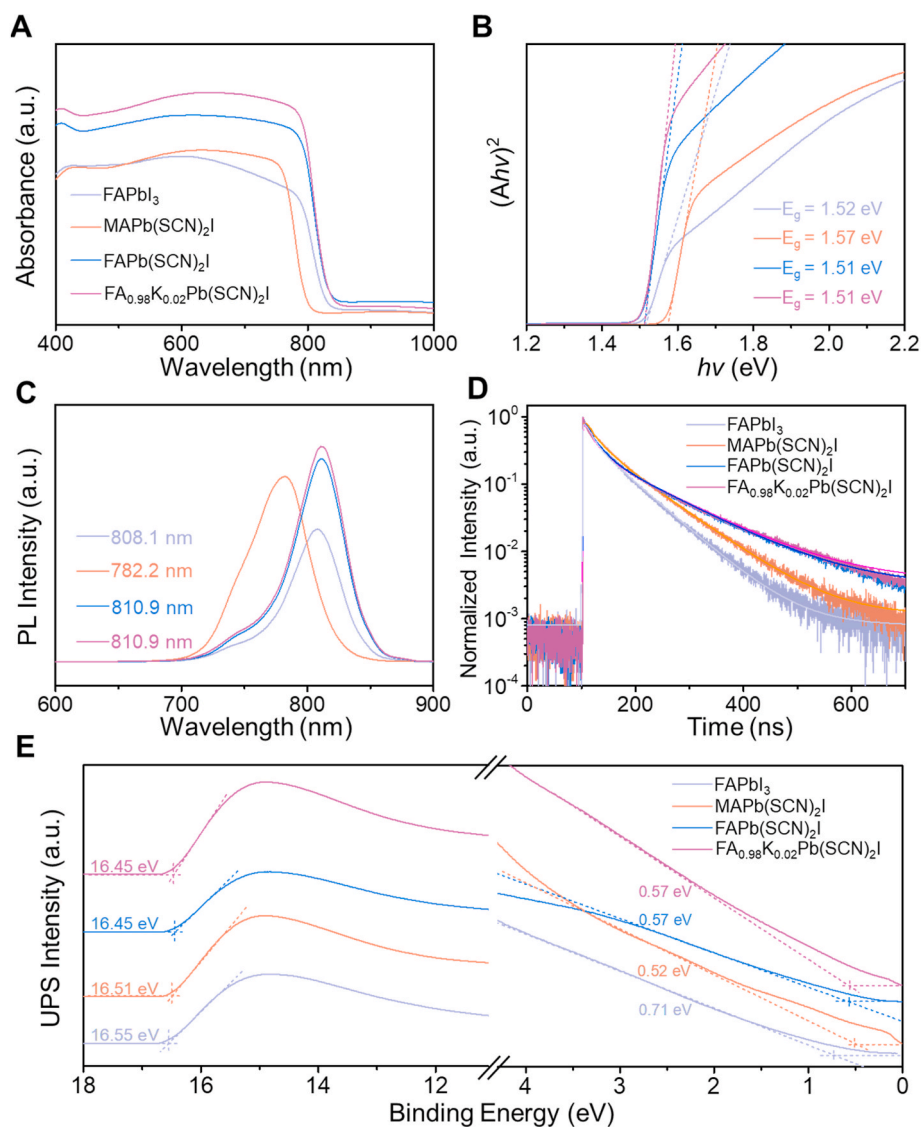 A
Absorbance (a.u.)
FAPbI₃
MAPb(SCN)₂I
FAPb(SCN)₂I
FA₀.₉₈K₀.₀₂Pb(SCN)₂I
400 600 800 1000
Wavelength (nm)
B
(Ahν)²
E_g = 1.52 eV
E_g = 1.57 eV
E_g = 1.51 eV
E_g = 1.51 eV
1.2 1.4 1.6 1.8 2.0 2.2
hν (eV)
C
PL Intensity (a.u.)
808.1 nm
782.2 nm
810.9 nm
810.9 nm
600 700 800 900
Wavelength (nm)
D
Normalized Intensity (a.u.)
10⁰
10⁻¹
10⁻²
10⁻³
10⁻⁴
FAPbI₃
MAPb(SCN)₂I
FAPb(SCN)₂I
FA₀.₉₈K₀.₀₂Pb(SCN)₂I
0 200 400 600
Time (ns)
E
UPS Intensity (a.u.)
16.45 eV
16.45 eV
16.51 eV
16.55 eV
FAPbI₃
MAPb(SCN)₂I
FAPb(SCN)₂I
FA₀.₉₈K₀.₀₂Pb(SCN)₂I
0.57 eV
0.57 eV
0.52 eV
0.71 eV
18 16 14 12 4 3 2 1 0
Binding Energy (eV)